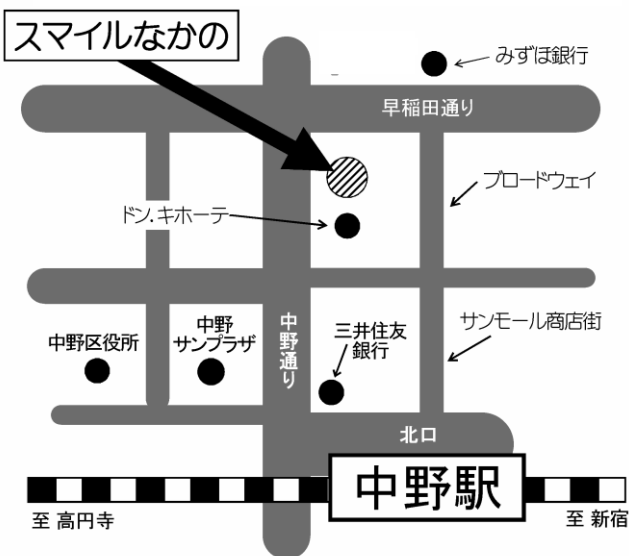 スマイルなかの
みずほ銀行
早稲田通り
ブロードウェイ
ドン.キホーテ
中野区役所
中野
サンプラザ
中野通り
三井住友
銀行
サンモール商店街
北口
中野駅
至 高円寺
至 新宿